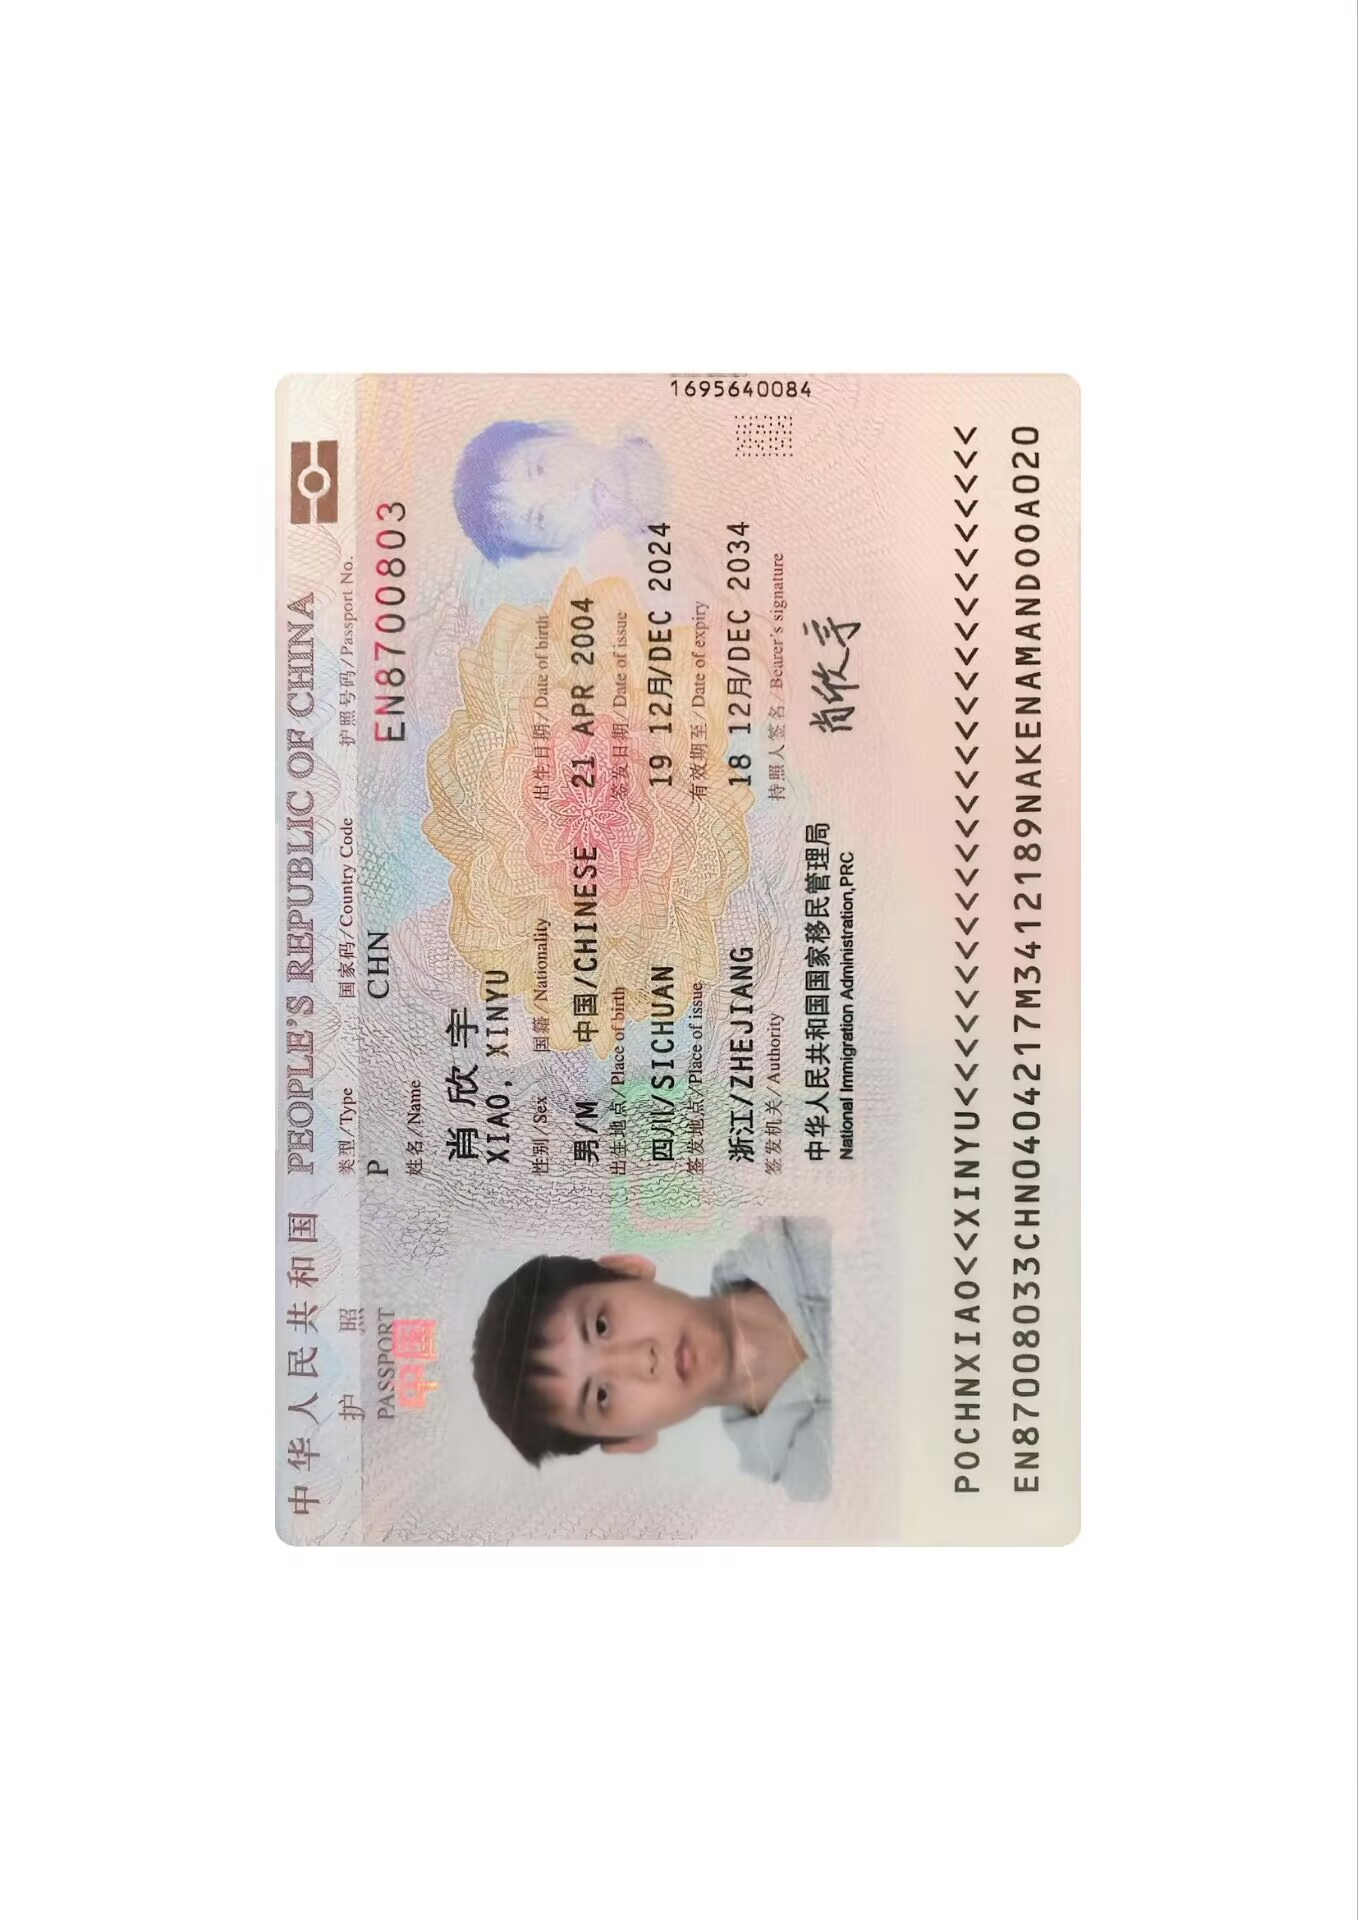 1695640084
中华人民共和国 PEOPLE'S REPUBLIC OF CHINA
护 照
PASSPORT
中国
类型/Type 国家码/Country Code 护照号码/Passport No.
P CHN EN8700803
姓名/Name
肖欣宇
XIAO, XINYU
性别/Sex 国籍/Nationality 出生日期/Date of birth
男/M 中国/CHINESE 21 APR 2004
出生地点/Place of birth 签发日期/Date of issue
四川/SICHUAN 19 12月/DEC 2024
签发地点/Place of issue 有效期至/Date of expiry
浙江/ZHEJIANG 18 12月/DEC 2034
签发机关/Authority 持照人签名/Bearer's signature
中华人民共和国国家移民管理局
National Immigration Administration,PRC
肖欣宇
POCHNXIAO<<XINYU<<<<<<<<<<<<<<<<<<<<<<<<<<<<
EN87008033CHN0404217M3412189NAKENAMANDOOA020